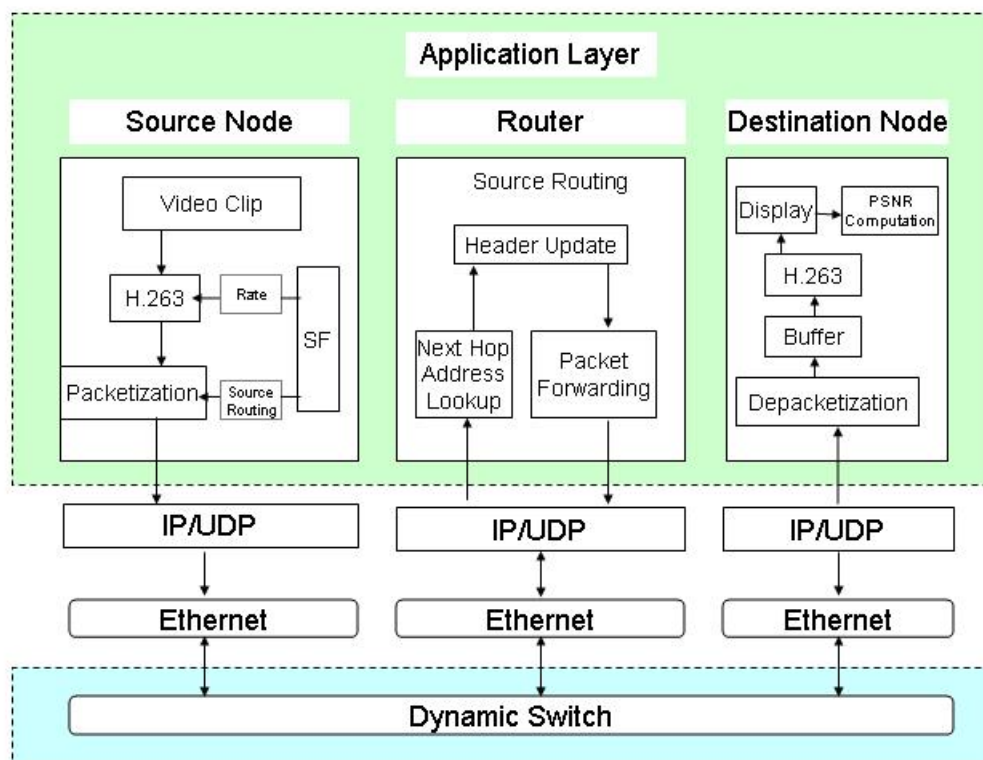 Application Layer
Source Node
Router
Destination Node
Video Clip
H.263
Rate
SF
Packetization
Source
Routing
Source Routing
Header Update
Next Hop
Address
Lookup
Packet
Forwarding
Display
PSNR
Computation
H.263
Buffer
Depacketization
IP/UDP
IP/UDP
IP/UDP
Ethernet
Ethernet
Ethernet
Dynamic Switch